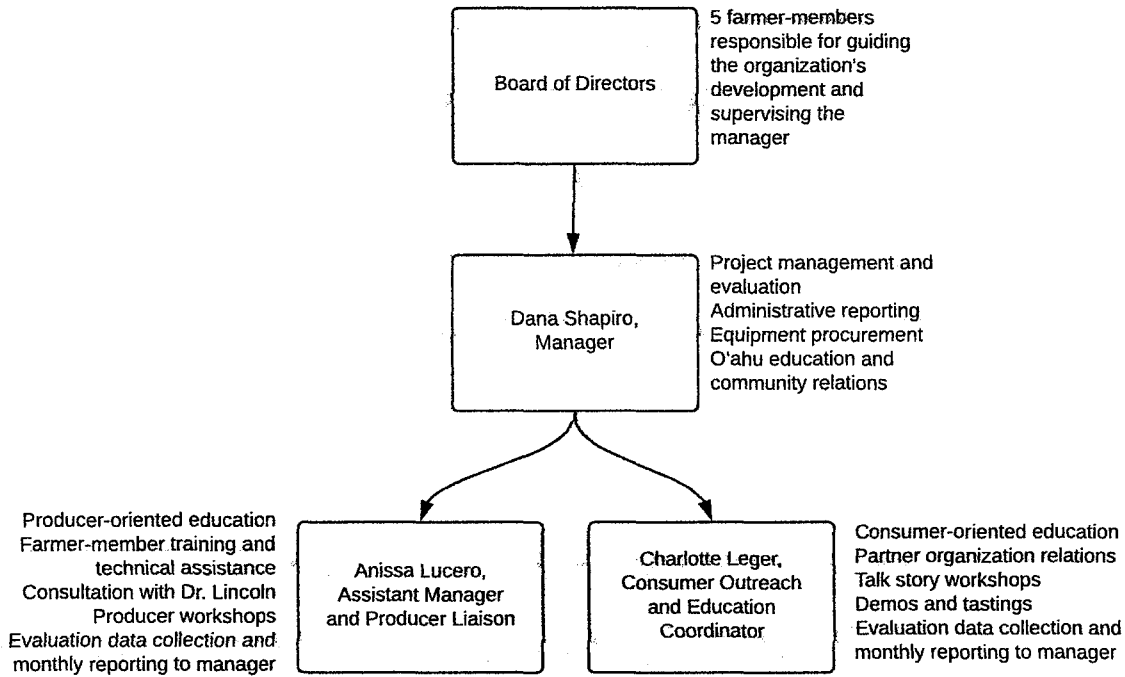 Board of Directors
5 farmer-members
responsible for guiding
the organization's
development and
supervising the
manager
Dana Shapiro,
Manager
Project management and
evaluation
Administrative reporting
Equipment procurement
O'ahu education and
community relations
Producer-oriented education
Farmer-member training and
technical assistance
Consultation with Dr. Lincoln
Producer workshops
Evaluation data collection and
monthly reporting to manager
Anissa Lucero,
Assistant Manager
and Producer Liaison
Charlotte Leger,
Consumer Outreach
and Education
Coordinator
Consumer-oriented education
Partner organization relations
Talk story workshops
Demos and tastings
Evaluation data collection and
monthly reporting to manager